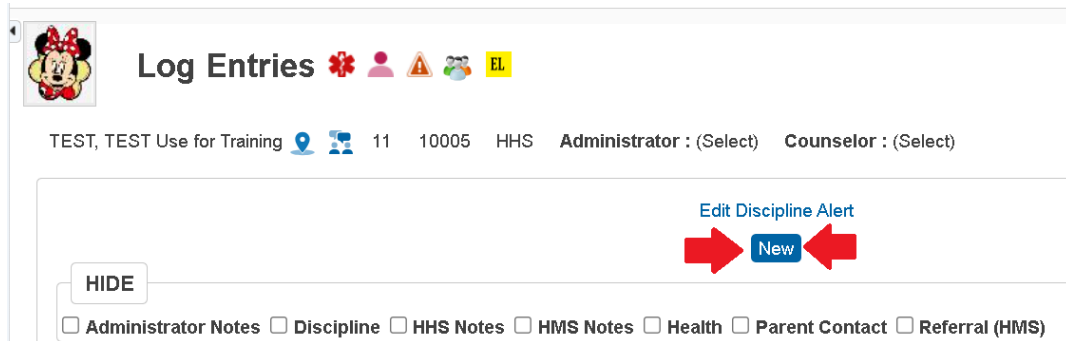 Log Entries EL
TEST, TEST Use for Training 11 10005 HHS Administrator : (Select) Counselor : (Select)
Edit Discipline Alert
New
HIDE
Administrator Notes Discipline HHS Notes HMS Notes Health Parent Contact Referral (HMS)